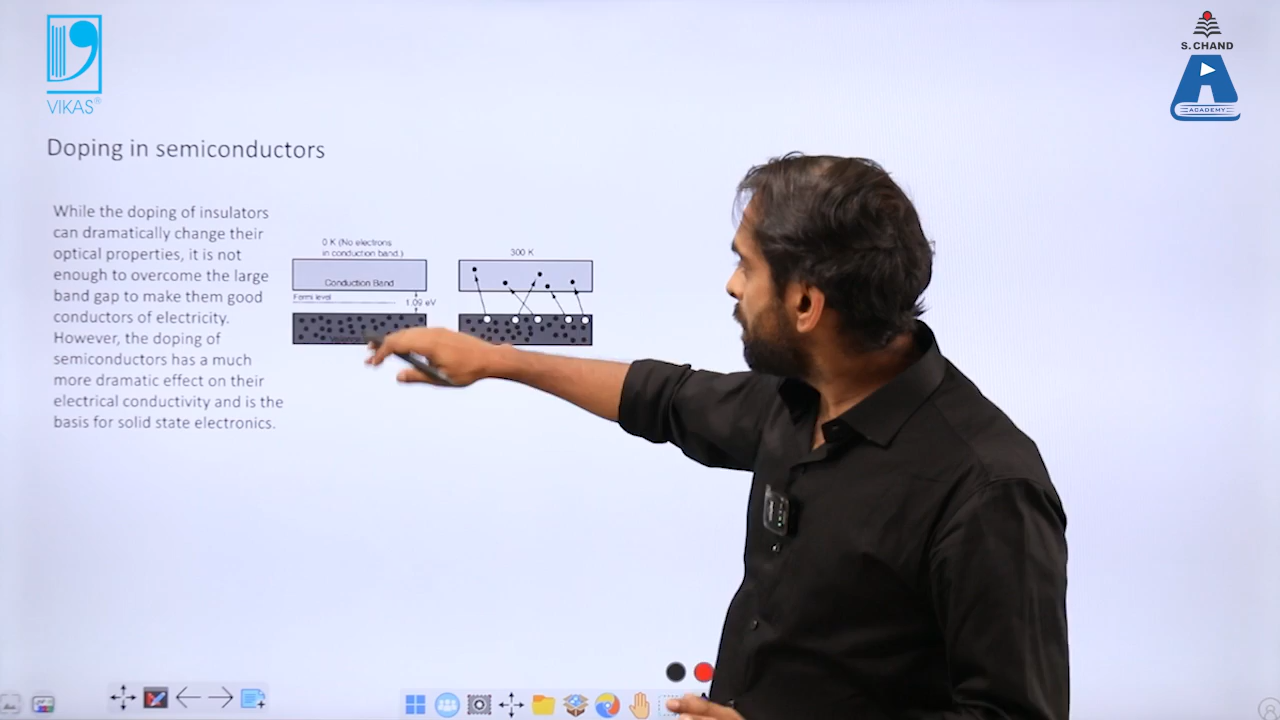 VIKAS®
S. CHAND
ACADEMY
Doping in semiconductors
While the doping of insulators
can dramatically change their
optical properties, it is not
enough to overcome the large
band gap to make them good
conductors of electricity.
However, the doping of
semiconductors has a much
more dramatic effect on their
electrical conductivity and is the
basis for solid state electronics.
0 K (No electrons
in conduction band.)
Conduction Band
Fermi level
1.09 eV
300 K